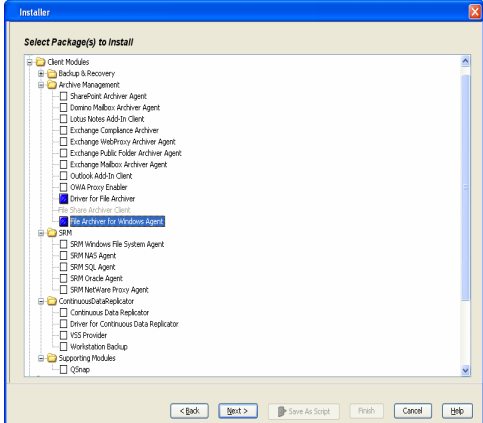 Installer
Select Package(s) to Install
Client Modules
Backup & Recovery
Archive Management
SharePoint Archiver Agent
Domino Mailbox Archiver Agent
Lotus Notes Add-In Client
Exchange Compliance Archiver
Exchange WebProxy Archiver Agent
Exchange Public Folder Archiver Agent
Exchange Mailbox Archiver Agent
Outlook Add-In Client
OWA Proxy Enabler
Driver for File Archiver
File Share Archiver Client
File Archiver for Windows Agent
SRM
SRM Windows File System Agent
SRM NAS Agent
SRM SQL Agent
SRM Oracle Agent
SRM NetWare Proxy Agent
ContinuousDataReplicator
Continuous Data Replicator
Driver for Continuous Data Replicator
VSS Provider
Workstation Backup
Supporting Modules
QSnap
< Back Next > Save As Script Finish Cancel Help